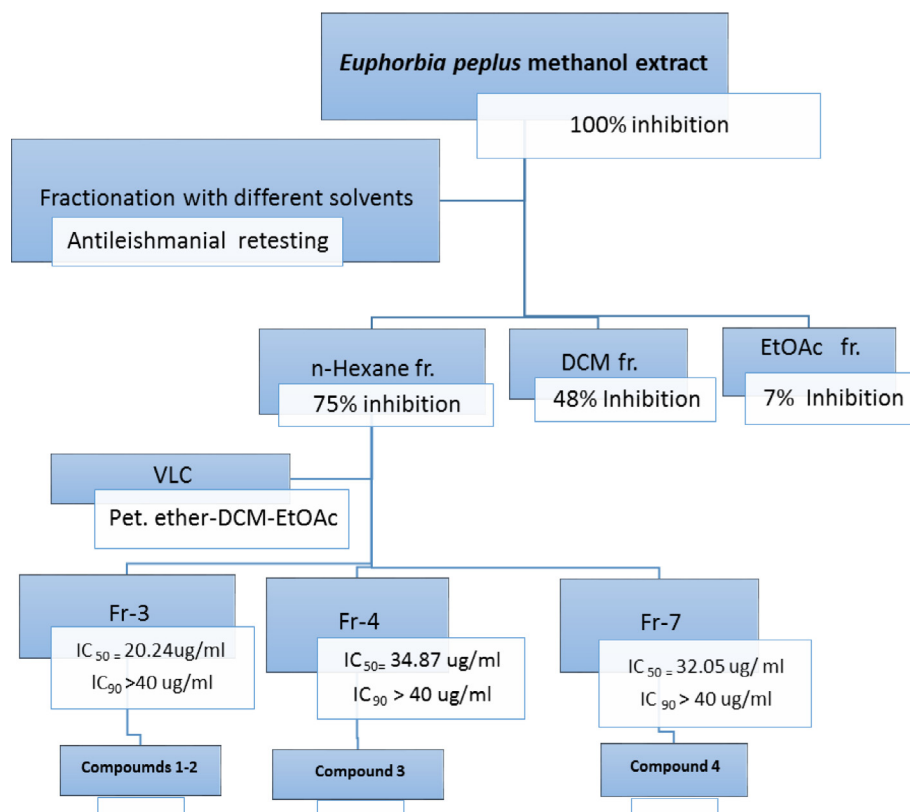 Euphorbia peplus methanol extract
100% inhibition
Fractionation with different solvents
Antileishmanial retesting
n-Hexane fr.
75% inhibition
DCM fr.
48% Inhibition
EtOAc fr.
7% Inhibition
VLC
Pet. ether-DCM-EtOAc
Fr-3
IC50 = 20.24ug/ml
IC90 >40 ug/ml
Fr-4
IC50= 34.87 ug/ml
IC90 > 40 ug/ml
Fr-7
IC50 = 32.05 ug/ ml
IC90 > 40 ug/ml
Compoumds 1-2
Compound 3
Compound 4